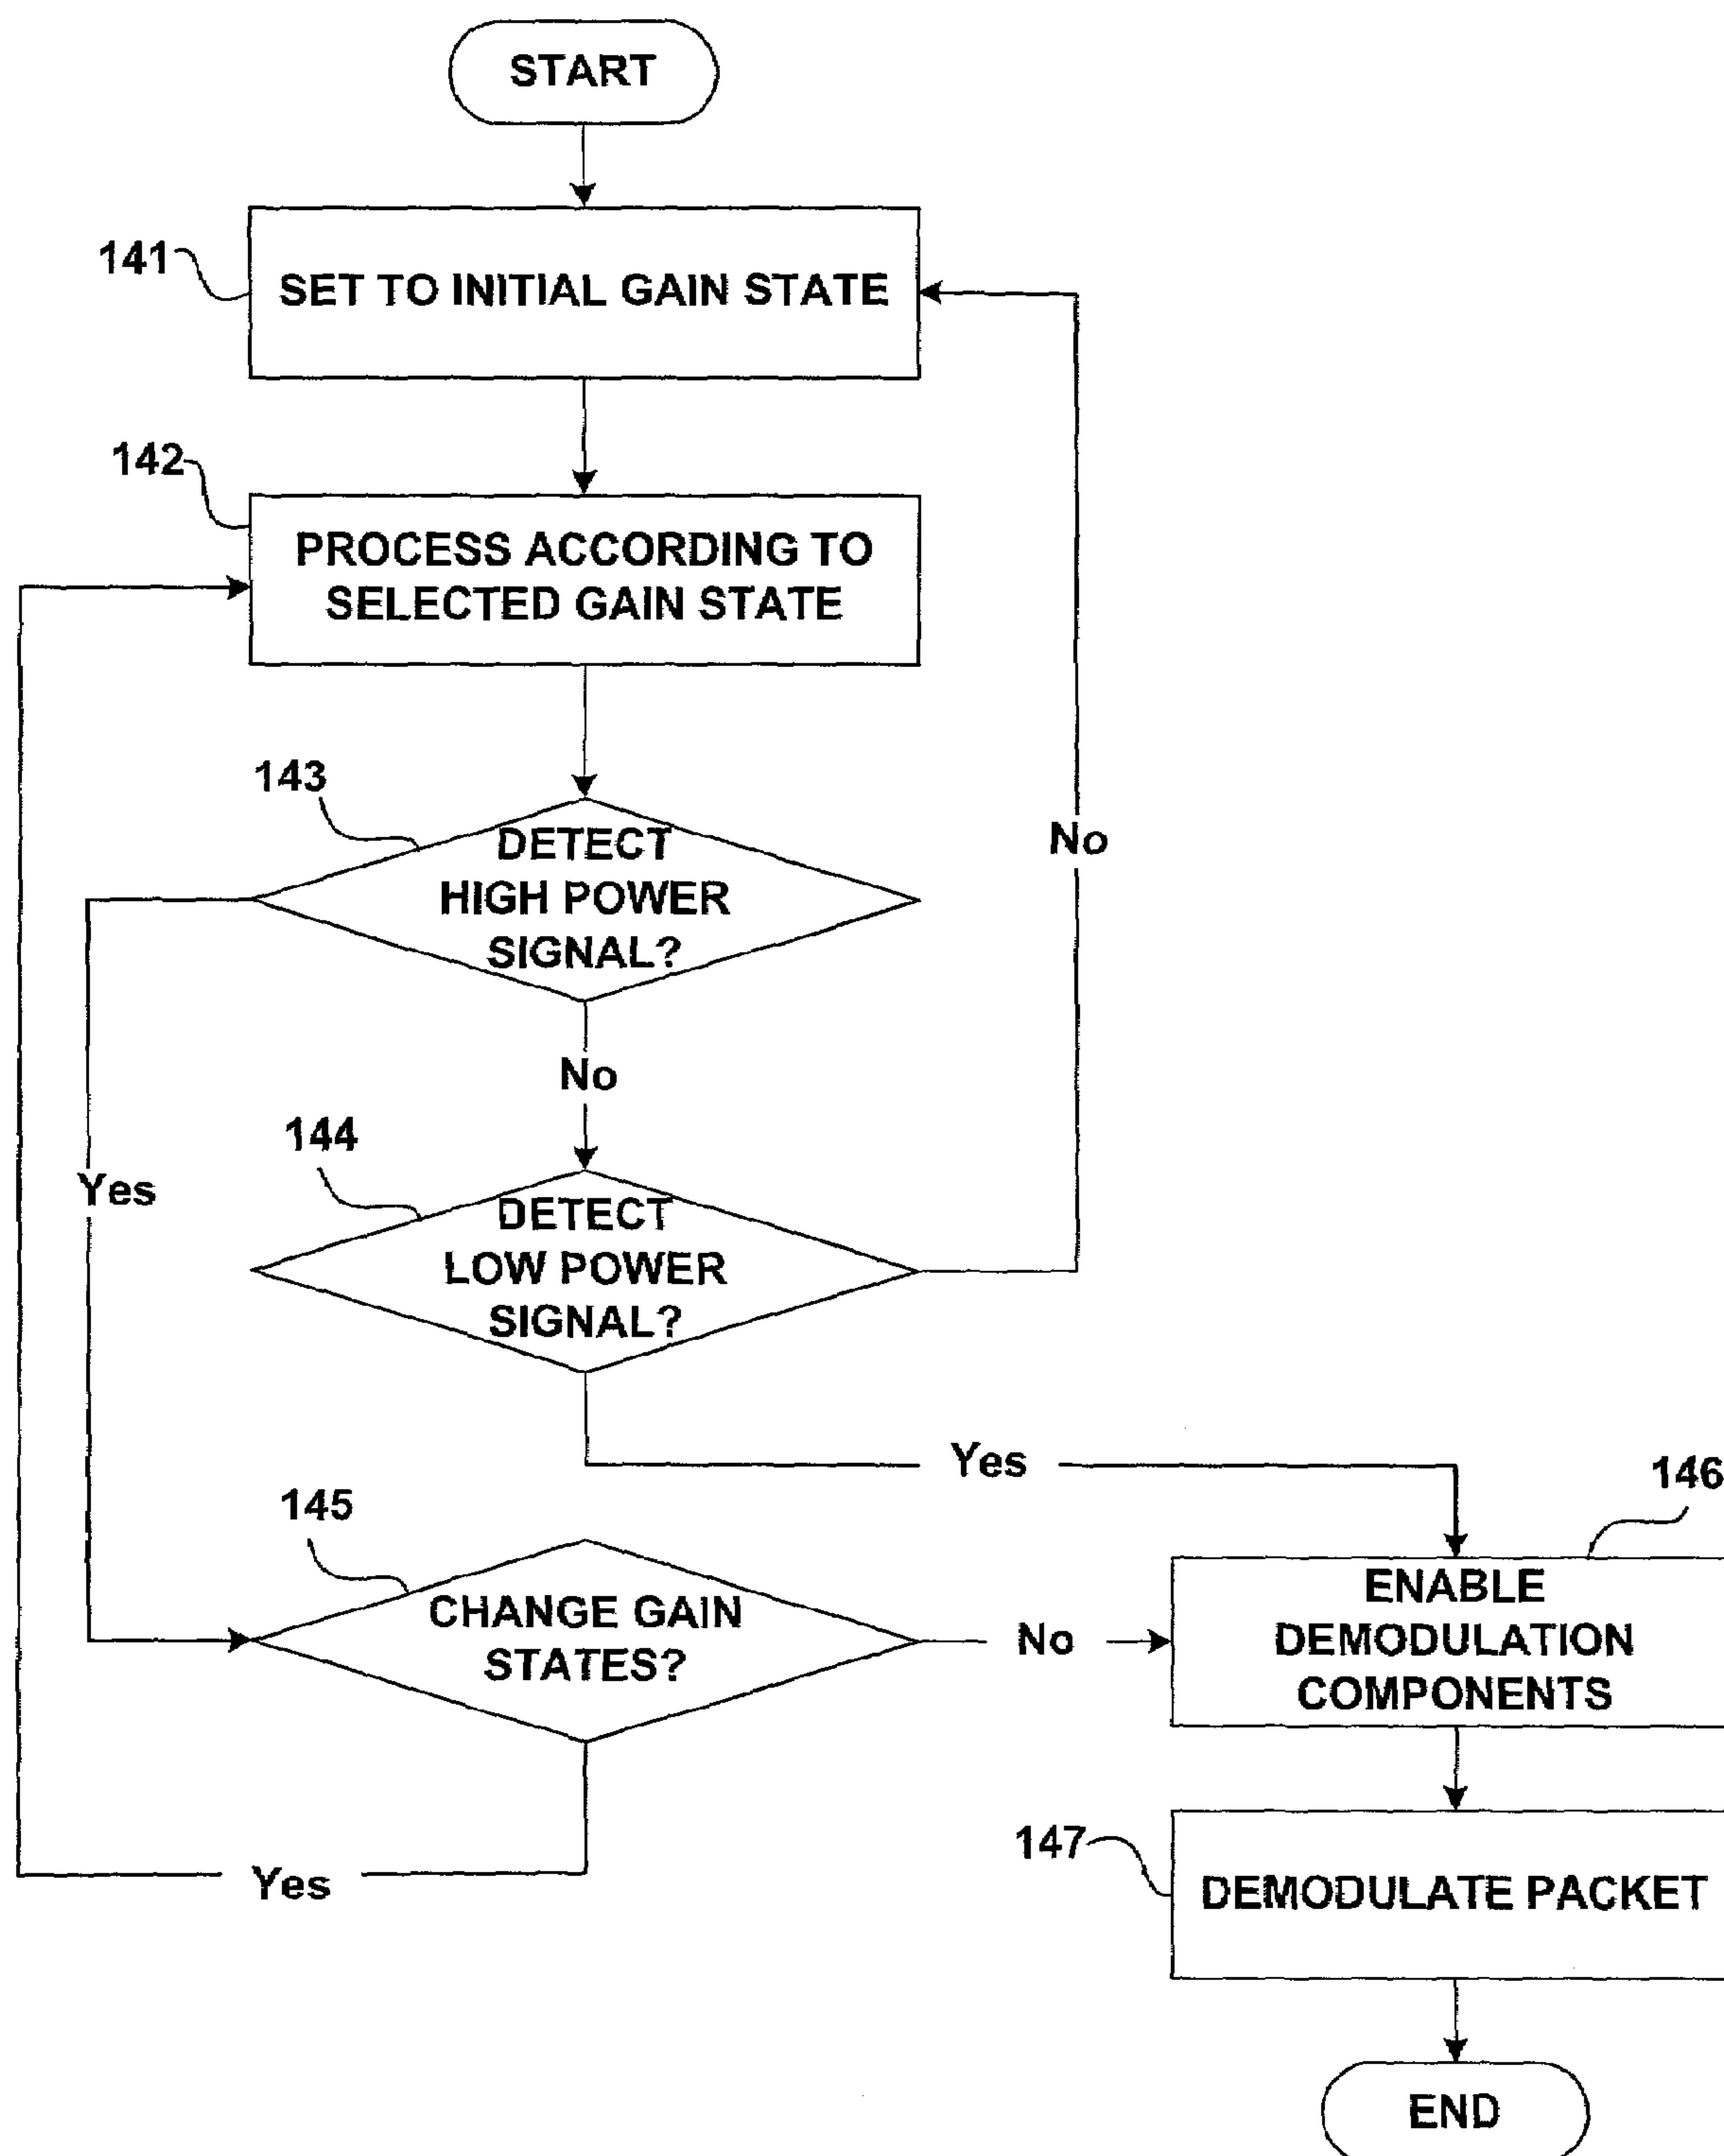 START
141
SET TO INITIAL GAIN STATE
142
PROCESS ACCORDING TO
SELECTED GAIN STATE
143
DETECT
HIGH POWER
SIGNAL?
No
No
144
Yes
DETECT
LOW POWER
SIGNAL?
Yes
146
145
CHANGE GAIN
STATES?
No
ENABLE
DEMODULATION
COMPONENTS
Yes
147
DEMODULATE PACKET
END